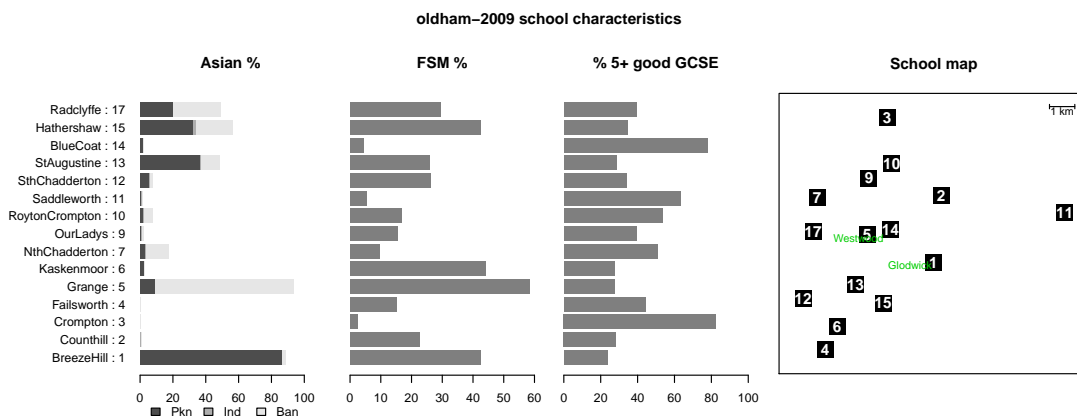 oldham−2009 school characteristics
Asian %
FSM %
% 5+ good GCSE
School map
Radclyffe : 17
Hathershaw : 15
BlueCoat : 14
StAugustine : 13
SthChadderton : 12
Saddleworth : 11
RoytonCrompton : 10
OurLadys : 9
NthChadderton : 7
Kaskenmoor : 6
Grange : 5
Failsworth : 4
Crompton : 3
Counthill : 2
BreezeHill : 1
0 20 40 60 80 100
Pkn Ind Ban
0 10 20 30 40 50 60
0 20 40 60 80 100
1 km
3
10
9
7
2
11
17
5
14
Westwood
Glodwick
1
13
12
15
6
4